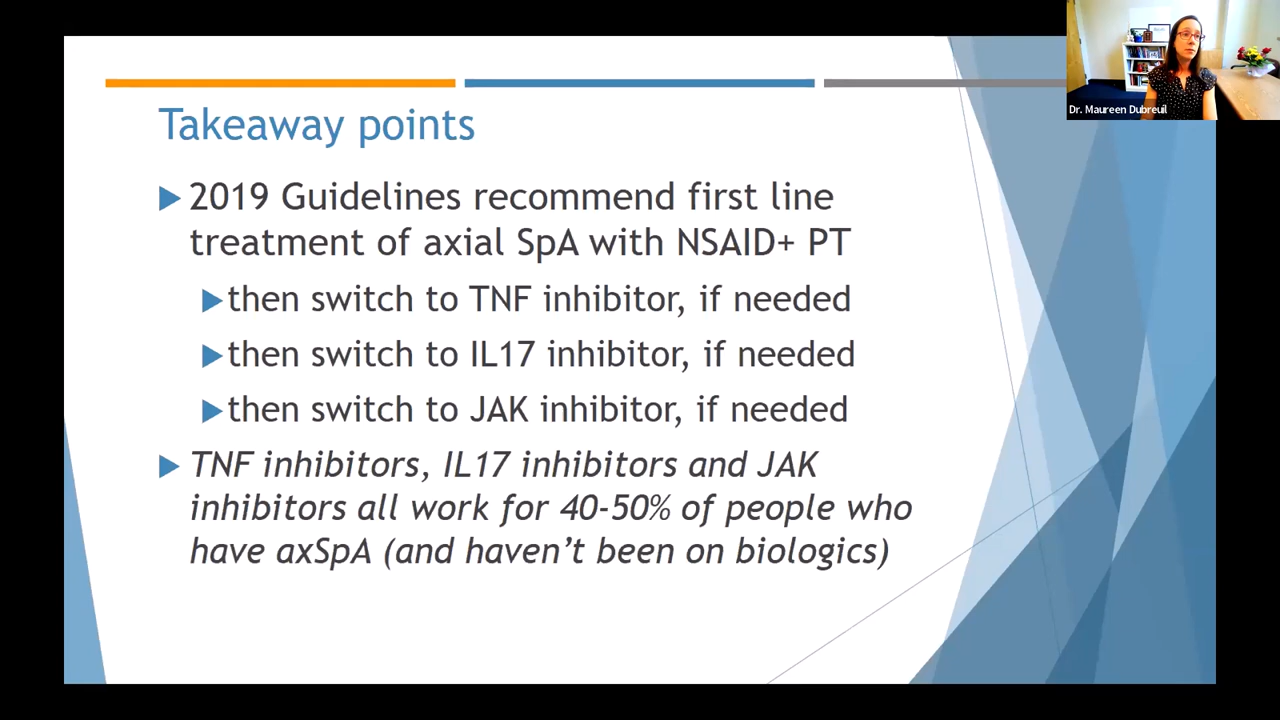 Dr. Maureen Dubreuil
Takeaway points
2019 Guidelines recommend first line
treatment of axial SpA with NSAID+ PT
then switch to TNF inhibitor, if needed
then switch to IL17 inhibitor, if needed
then switch to JAK inhibitor, if needed
TNF inhibitors, IL17 inhibitors and JAK
inhibitors all work for 40-50% of people who
have axSpA (and haven’t been on biologics)